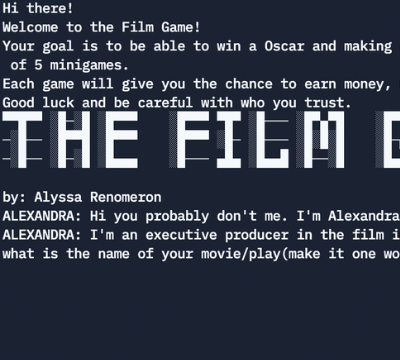 Hi there!
Welcome to the Film Game!
Your goal is to be able to win a Oscar and making
of 5 minigames.
Each game will give you the chance to earn money,
Good luck and be careful with who you trust.
THE FILM
by: Alyssa Renomeron
ALEXANDRA: Hi you probably don't me. I'm Alexandra
ALEXANDRA: I'm an executive producer in the film i
what is the name of your movie/play(make it one wo